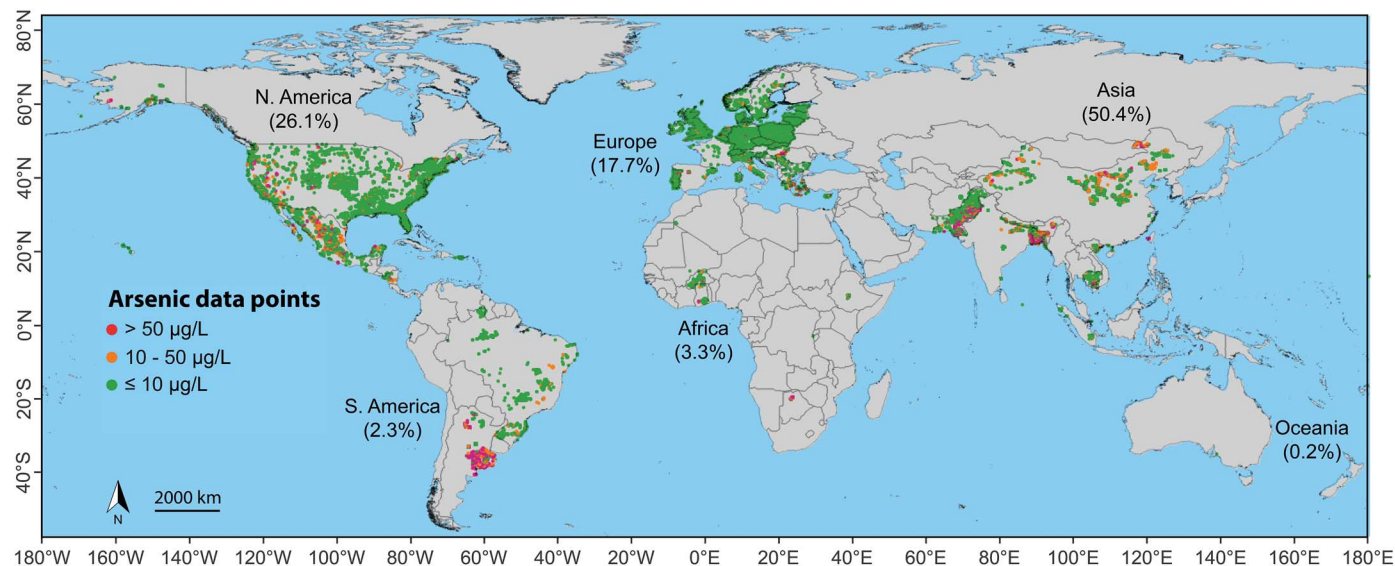 80°N
60°N
40°N
20°N
0°N
20°S
40°S
N. America
(26.1%)
Europe
(17.7%)
Asia
(50.4%)
Africa
(3.3%)
S. America
(2.3%)
Oceania
(0.2%)
Arsenic data points
> 50 µg/L
10 - 50 µg/L
≤ 10 µg/L
N
2000 km
180°W 160°W 140°W 120°W 100°W 80°W 60°W 40°W 20°W 0°E 20°E 40°E 60°E 80°E 100°E 120°E 140°E 160°E 180°E